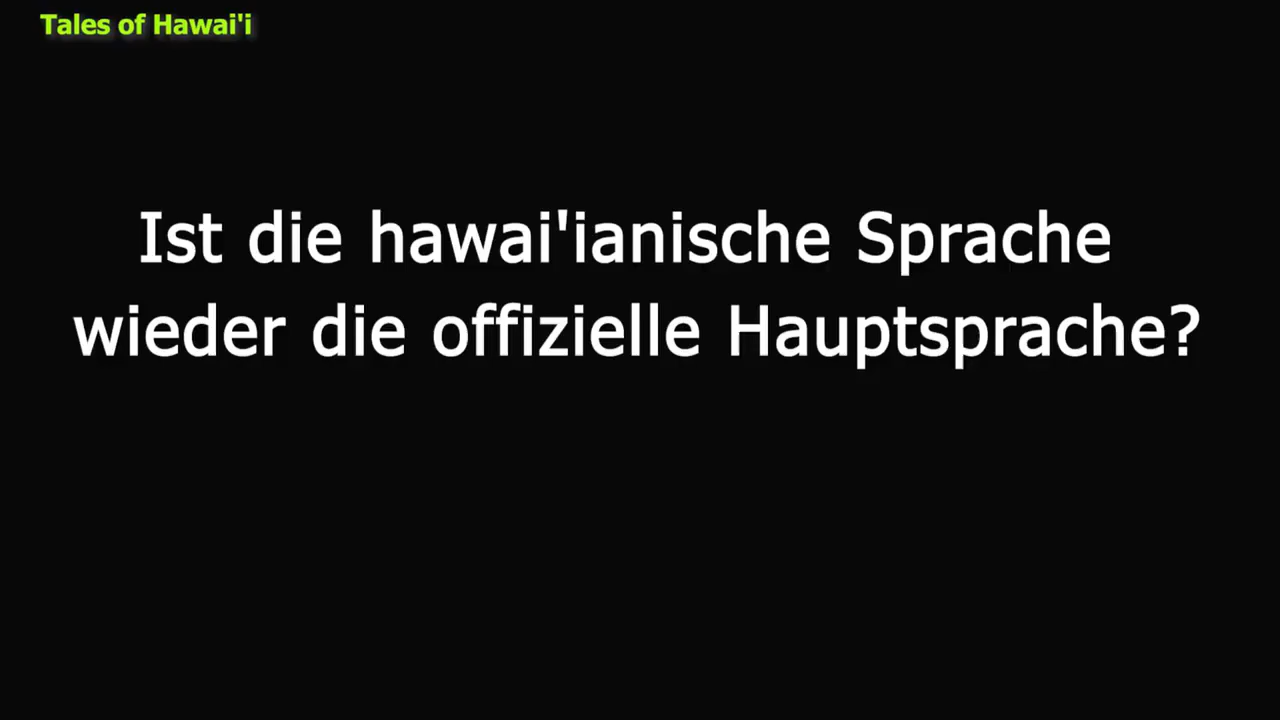 Tales of Hawai'i
Ist die hawai'ianische Sprache
wieder die offizielle Hauptsprache?